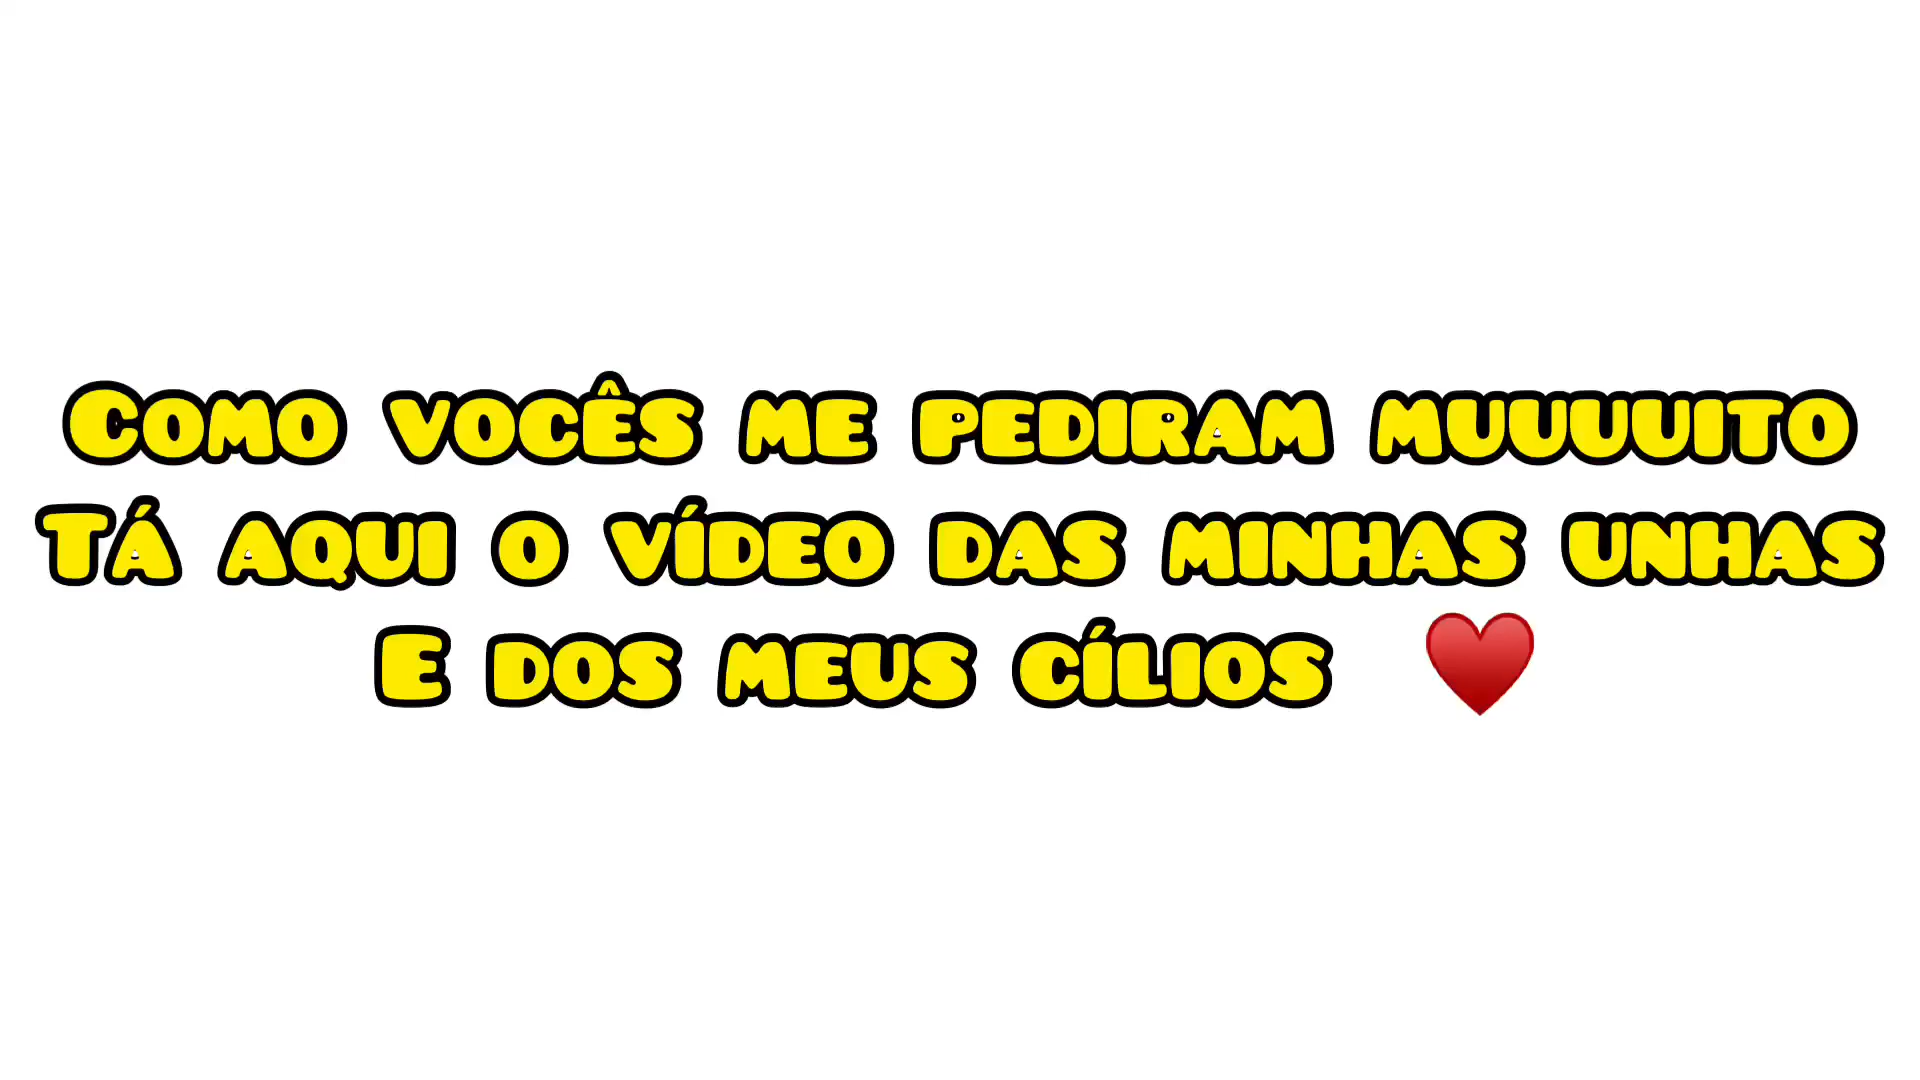 Como vocês me pediram muuuuito
Tá aqui o vídeo das minhas unhas
E dos meus cílios ♥️